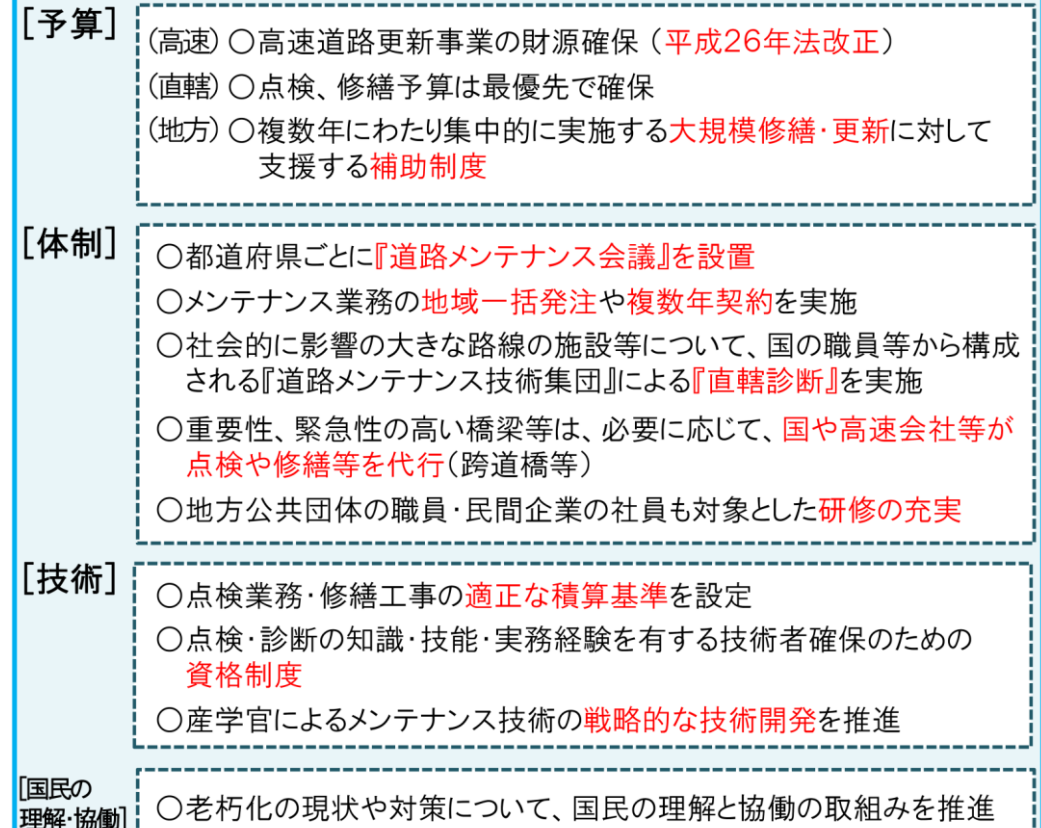 [予算]
(高速) ○高速道路更新事業の財源確保(平成26年法改正)
(直轄) ○点検、修繕予算は最優先で確保
(地方) ○複数年にわたり集中的に実施する大規模修繕・更新に対して
支援する補助制度
[体制]
○都道府県ごとに『道路メンテナンス会議』を設置
○メンテナンス業務の地域一括発注や複数年契約を実施
○社会的に影響の大きな路線の施設等について、国の職員等から構成
される『道路メンテナンス技術集団』による『直轄診断』を実施
○重要性、緊急性の高い橋梁等は、必要に応じて、国や高速会社等が
点検や修繕等を代行(跨道橋等)
○地方公共団体の職員・民間企業の社員も対象とした研修の充実
[技術]
○点検業務・修繕工事の適正な積算基準を設定
○点検・診断の知識・技能・実務経験を有する技術者確保のための
資格制度
○産学官によるメンテナンス技術の戦略的な技術開発を推進
[国民の
理解・協働]
○老朽化の現状や対策について、国民の理解と協働の取組みを推進